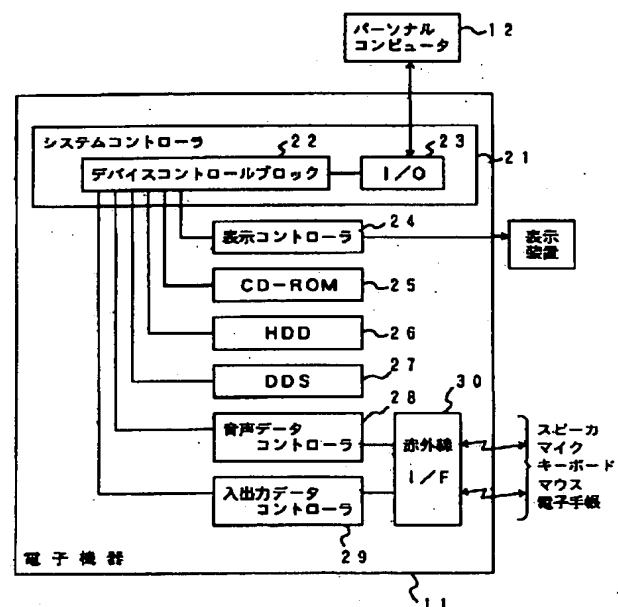 パーソナル
コンピュータ
12
システムコントローラ
22
23
デバイスコントロールブロック
I/O
21
表示コントローラ
24
表示
装置
CD-ROM
25
HDD
26
DDS
27
28
30
音声データ
コントローラ
赤外線
I/F
スピーカ
マイク
キーボード
マウス
電子手帳
入出力データ
コントローラ
29
電子機器
11